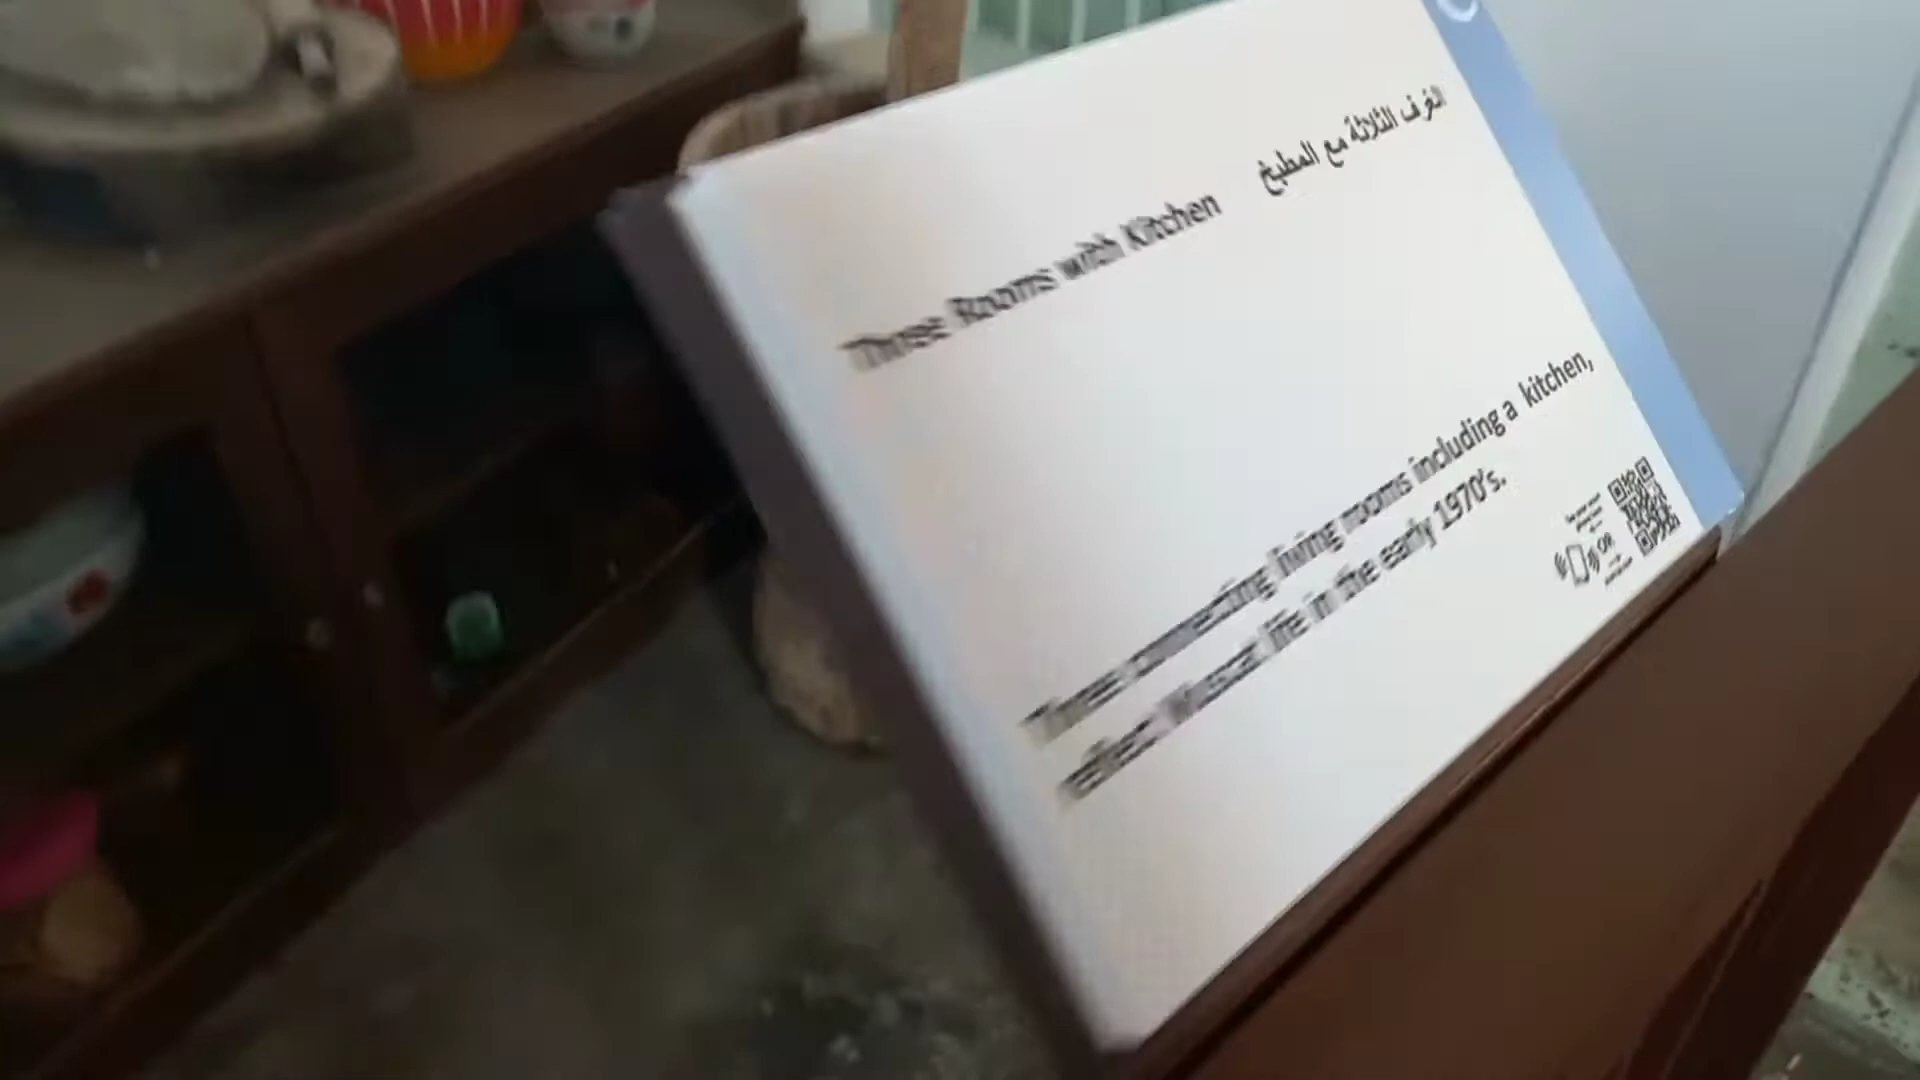 Three Rooms with Kitchen
الغرف الثلاثة مع المطبخ
Three connecting living rooms including a kitchen,
reflect Muscat life in the early 1970's.
OR